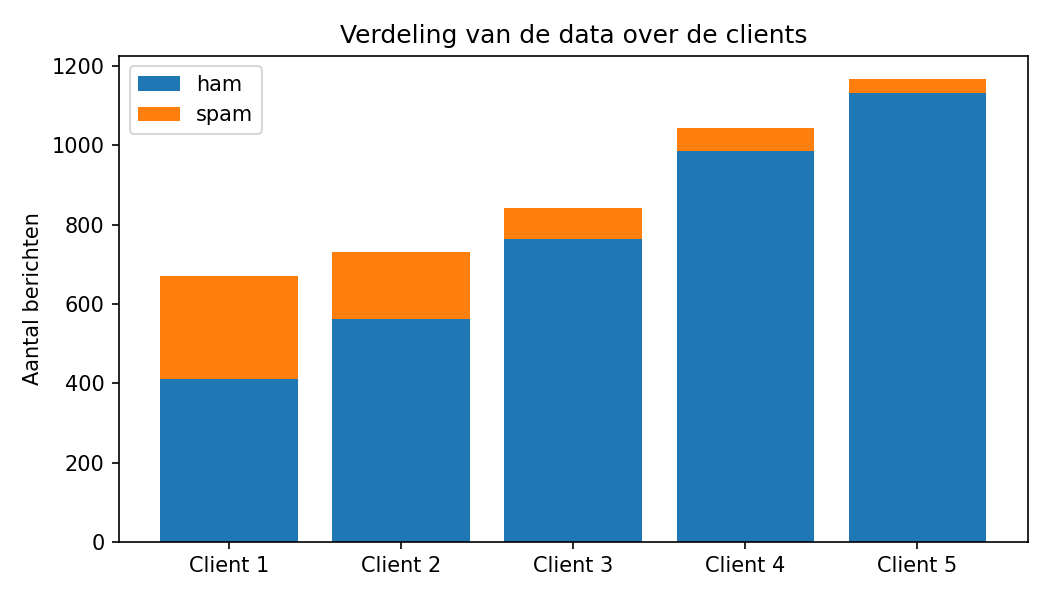 Verdeling van de data over de clients
ham
spam
Aantal berichten
1200
1000
800
600
400
200
0
Client 1
Client 2
Client 3
Client 4
Client 5